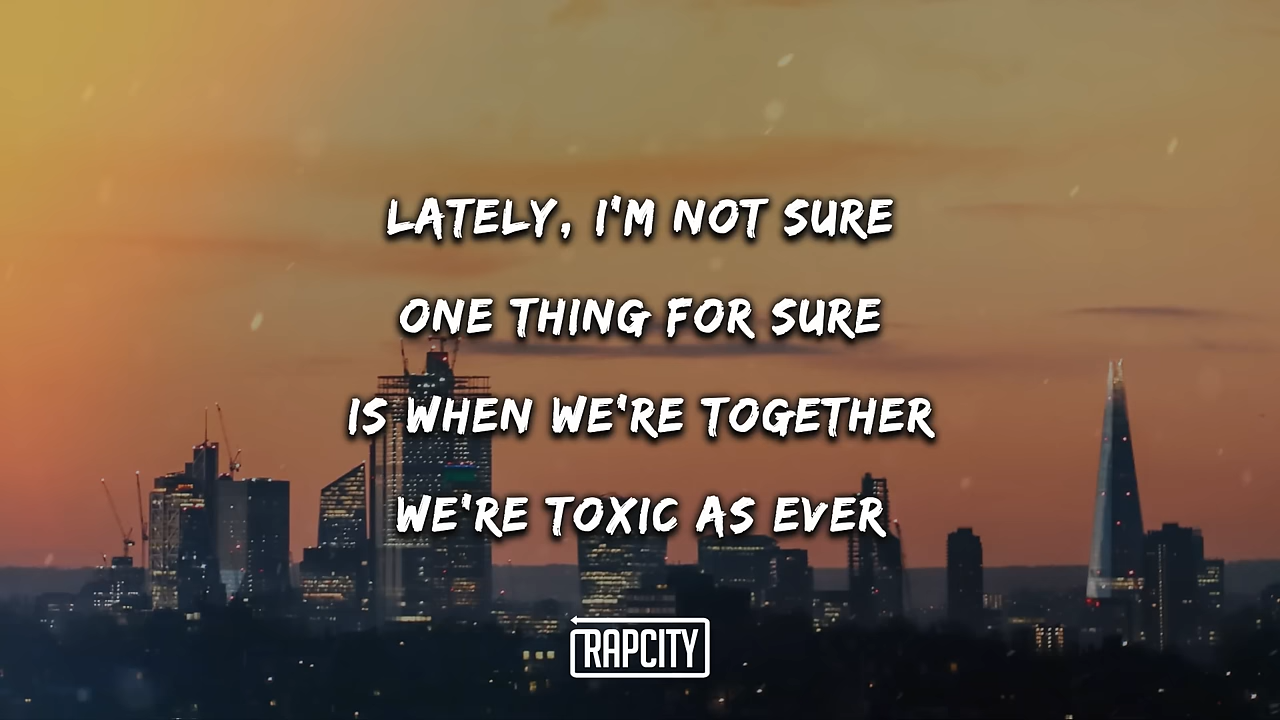 LATELY, I'M NOT SURE
ONE THING FOR SURE
IS WHEN WE'RE TOGETHER
WE'RE TOXIC AS EVER
RAPCITY